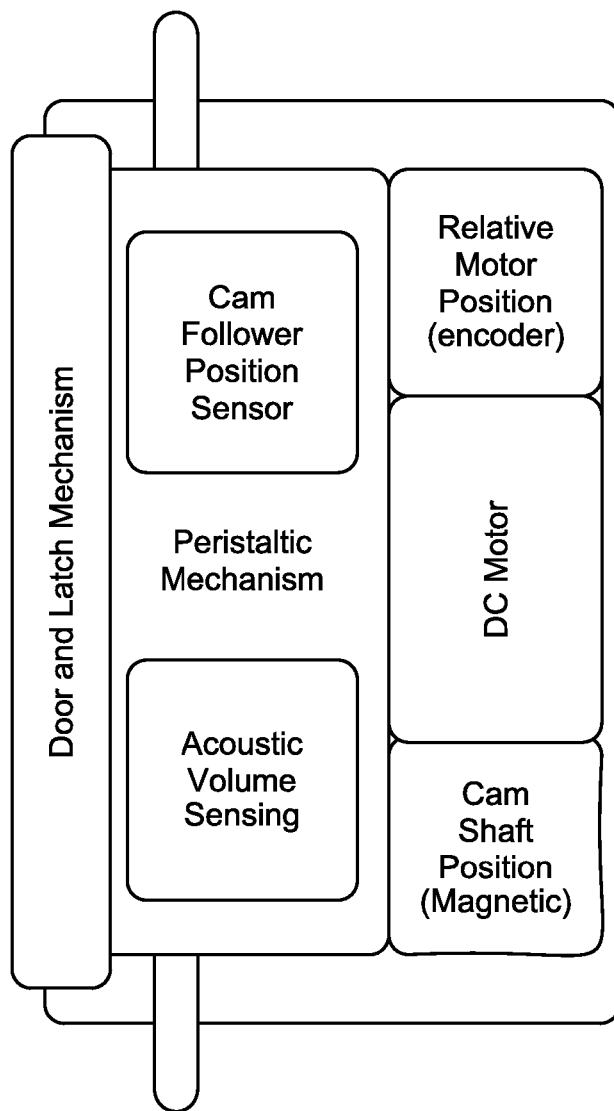 Door and Latch Mechanism
Cam
Follower
Position
Sensor
Peristaltic
Mechanism
Acoustic
Volume
Sensing
Relative
Motor
Position
(encoder)
DC Motor
Cam
Shaft
Position
(Magnetic)